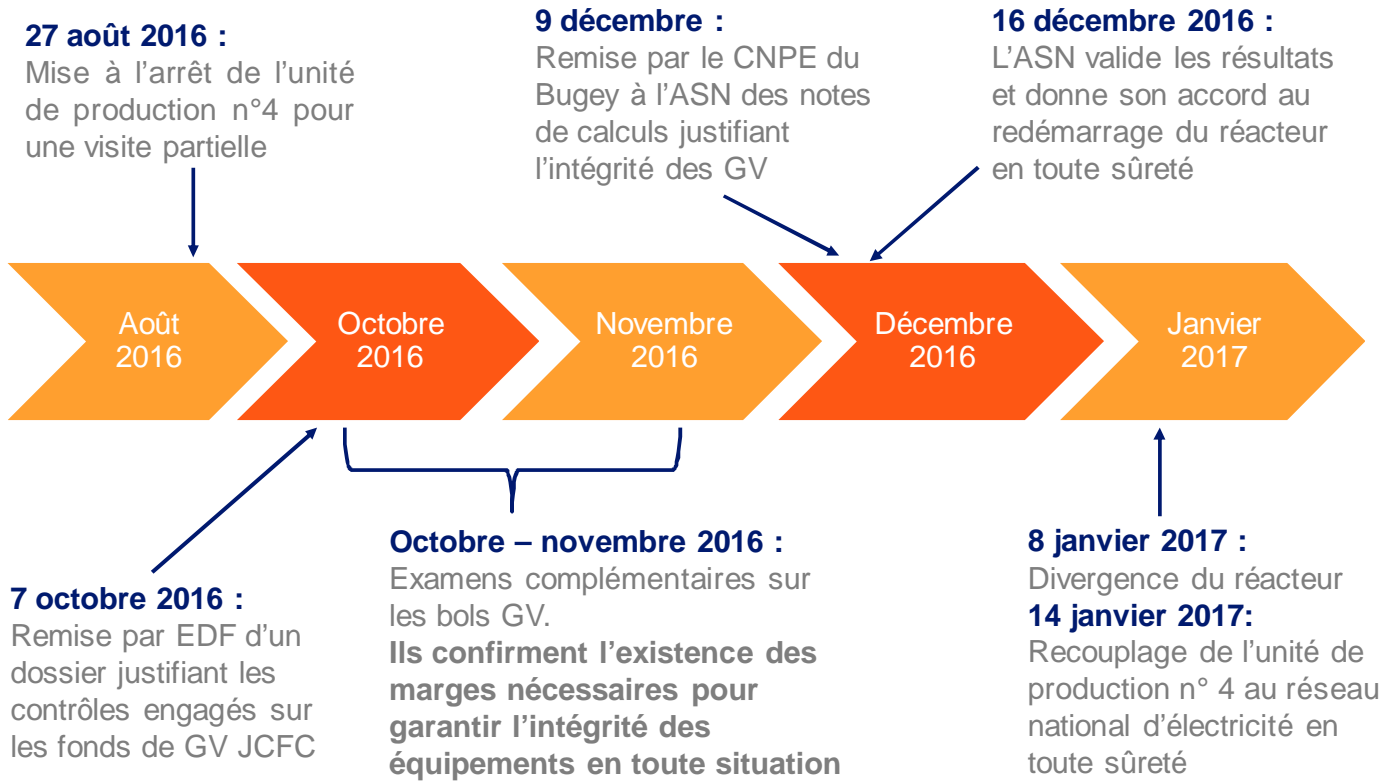 27 août 2016 :
Mise à l'arrêt de l'unité
de production n°4 pour
une visite partielle
9 décembre :
Remise par le CNPE du
Bugey à l'ASN des notes
de calculs justifiant
l'intégrité des GV
16 décembre 2016 :
L'ASN valide les résultats
et donne son accord au
redémarrage du réacteur
en toute sûreté
Août
2016
Octobre
2016
Novembre
2016
Décembre
2016
Janvier
2017
7 octobre 2016 :
Remise par EDF d'un
dossier justifiant les
contrôles engagés sur
les fonds de GV JCFC
Octobre – novembre 2016 :
Examens complémentaires sur
les bols GV.
Ils confirment l'existence des
marges nécessaires pour
garantir l'intégrité des
équipements en toute situation
8 janvier 2017 :
Divergence du réacteur
14 janvier 2017:
Recouplage de l'unité de
production n° 4 au réseau
national d'électricité en
toute sûreté